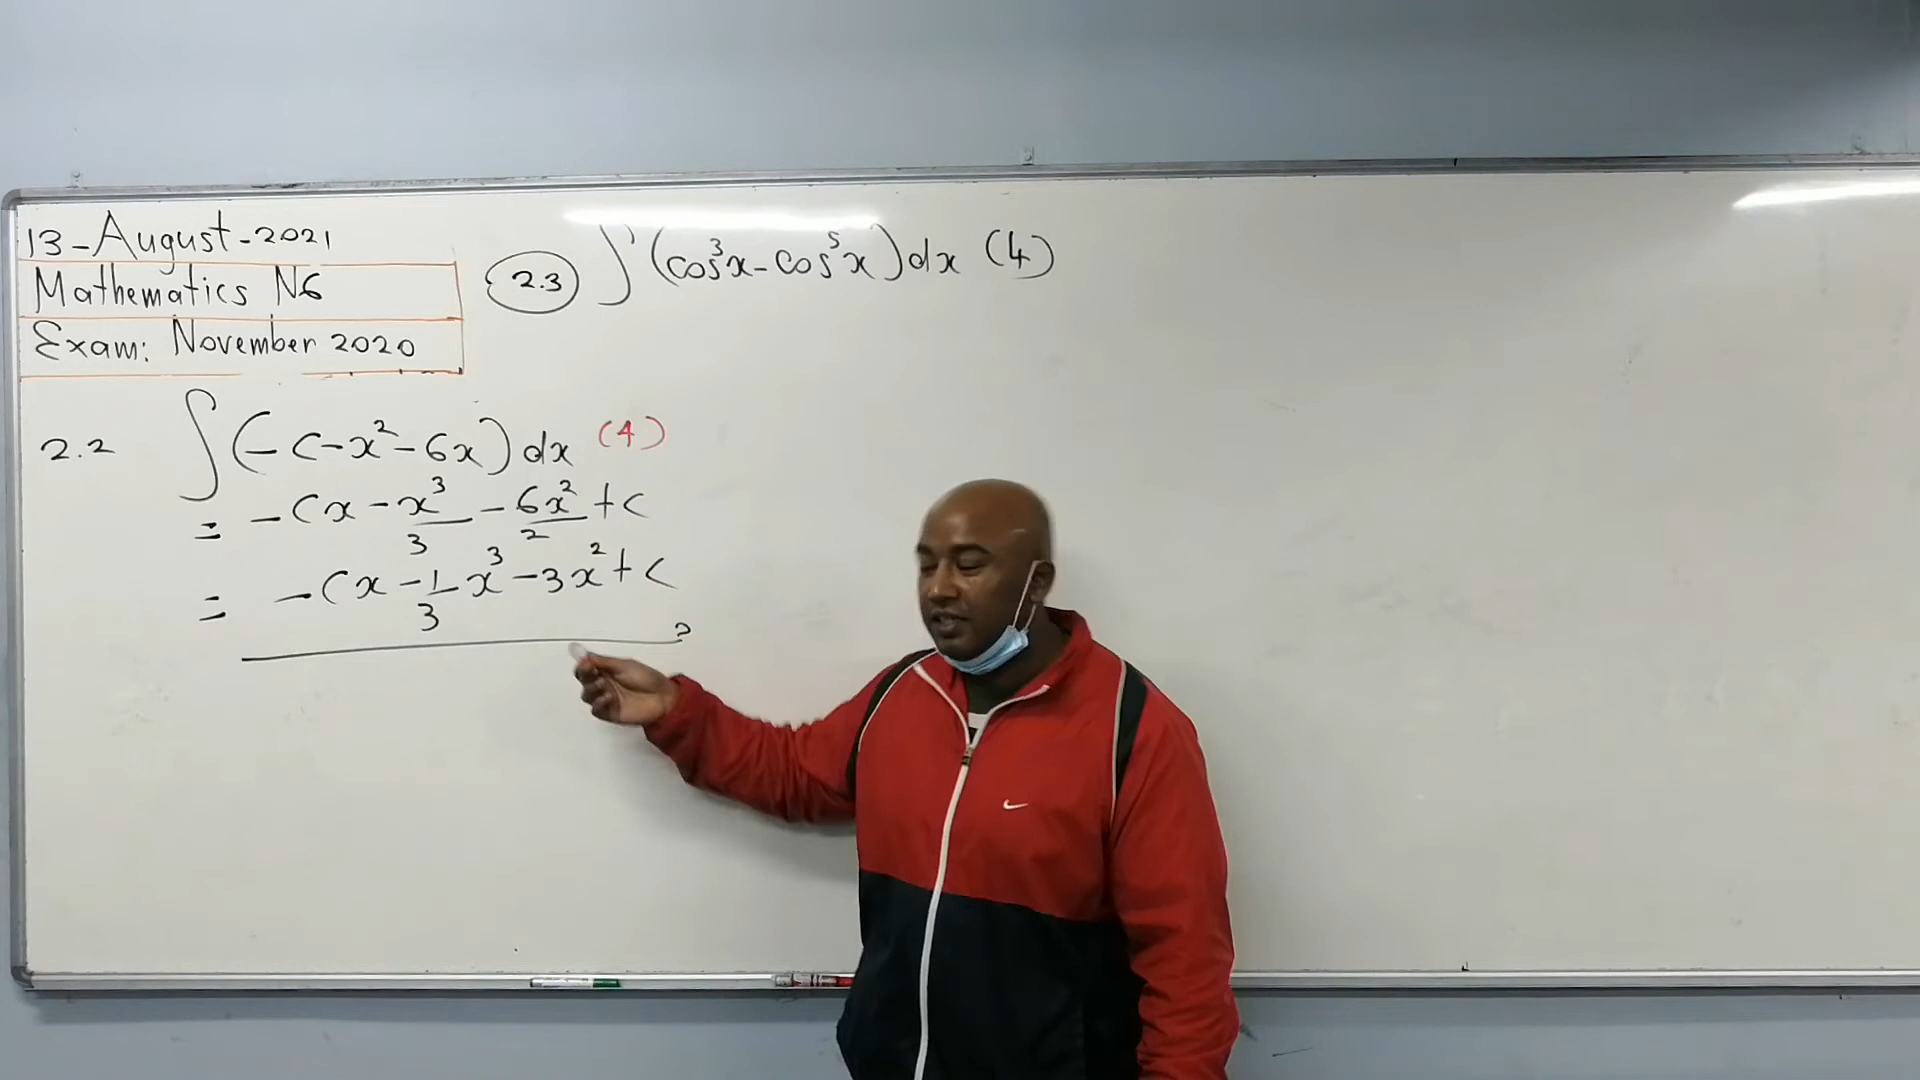 13-August-2021
Mathematics N6
Exam: November 2020
2.3 ∫(cos³x-cos⁵x)dx (4)
2.2 ∫(-c-x²-6x)dx (4)
= -cx - x³/3 - 6x²/2 + c
= -cx - 1/3 x³ - 3x² + c